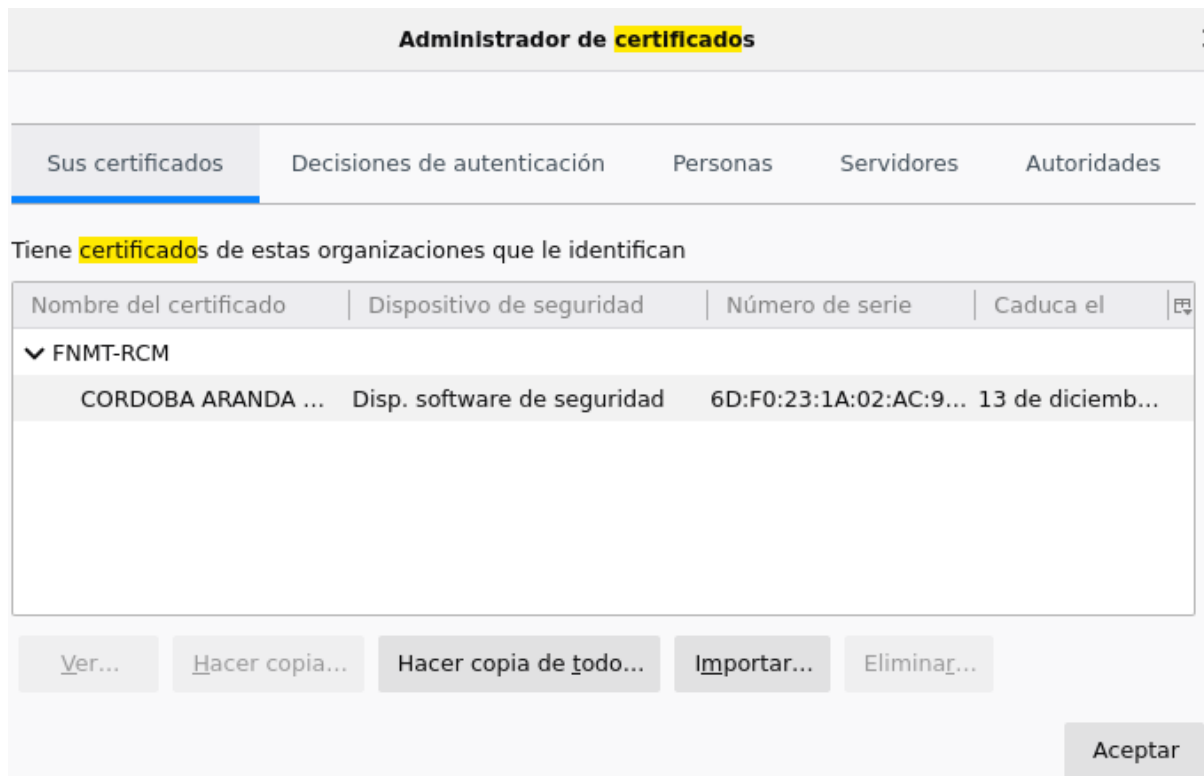 Administrador de certificados
Sus certificados Decisiones de autenticación Personas Servidores Autoridades
Tiene certificados de estas organizaciones que le identifican
Nombre del certificado Dispositivo de seguridad Número de serie Caduca el
FNMT-RCM
CORDOBA ARANDA ... Disp. software de seguridad 6D:F0:23:1A:02:AC:9... 13 de diciemb...
Ver... Hacer copia... Hacer copia de todo... Importar... Eliminar...
Aceptar